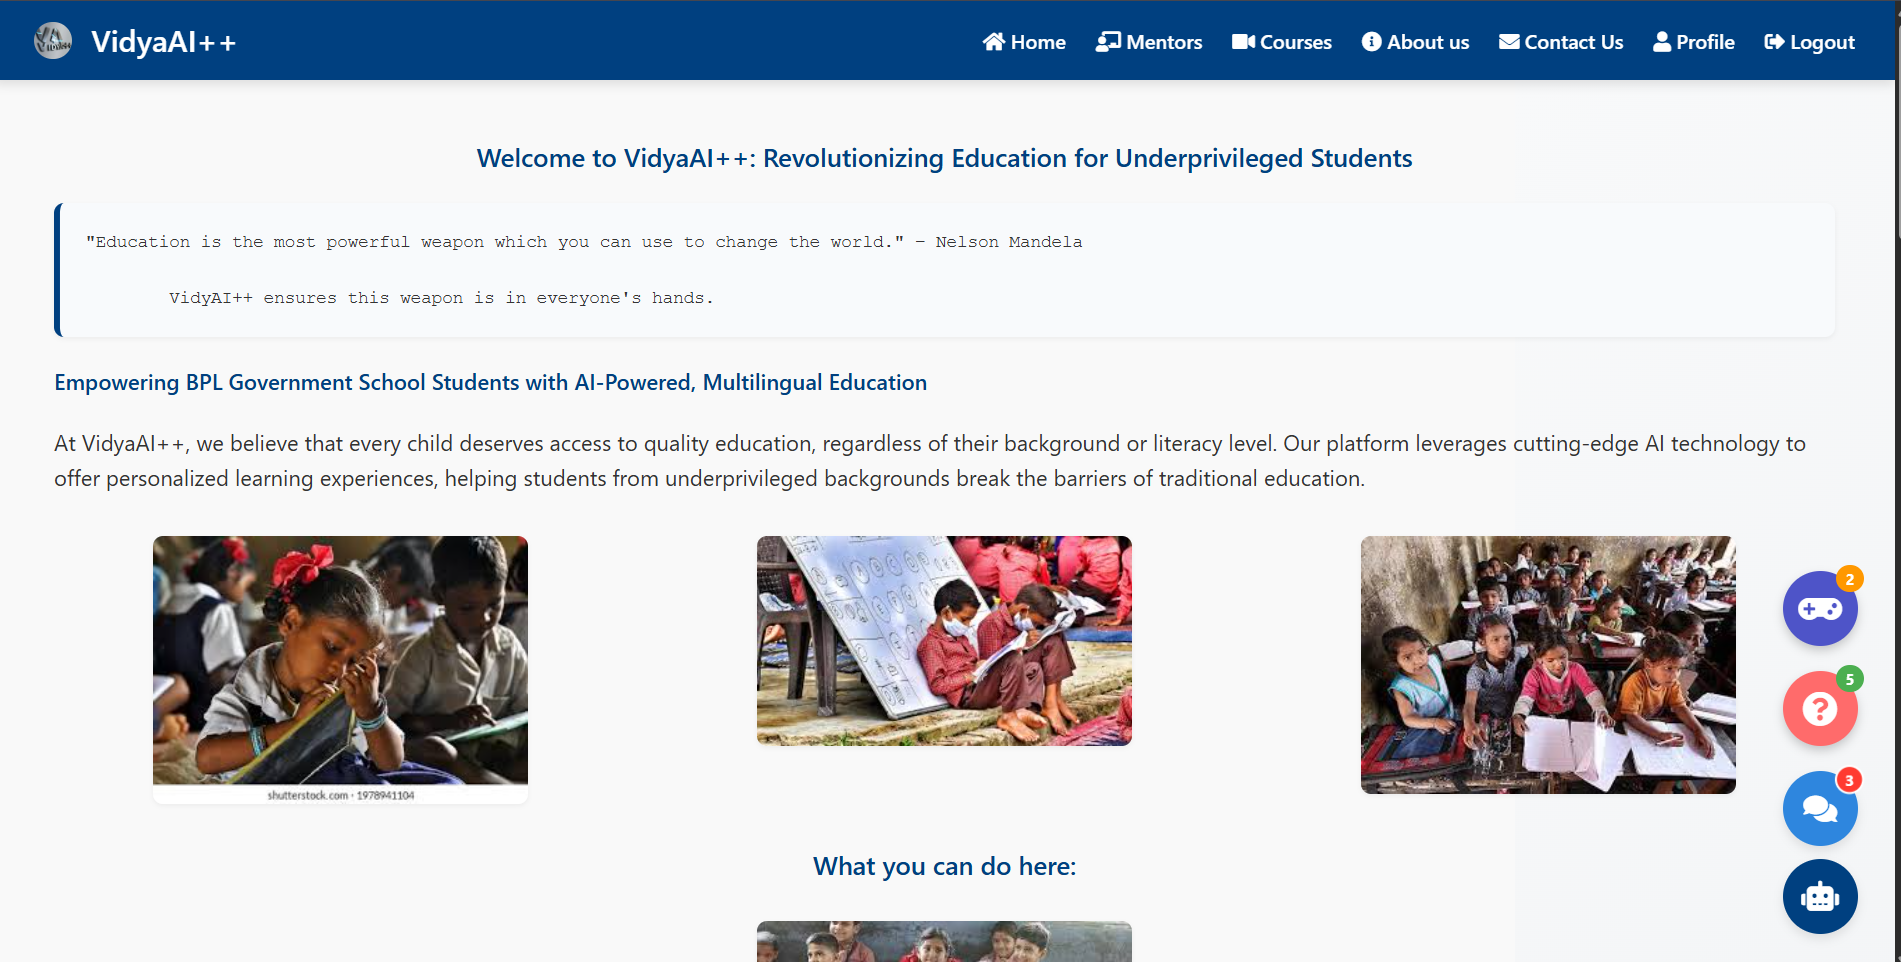 VidyaAI++
Home
Mentors
Courses
About us
Contact Us
Profile
Logout
Welcome to VidyaAI++: Revolutionizing Education for Underprivileged Students
"Education is the most powerful weapon which you can use to change the world." – Nelson Mandela
VidyAI++ ensures this weapon is in everyone's hands.
Empowering BPL Government School Students with AI-Powered, Multilingual Education
At VidyaAI++, we believe that every child deserves access to quality education, regardless of their background or literacy level. Our platform leverages cutting-edge AI technology to
offer personalized learning experiences, helping students from underprivileged backgrounds break the barriers of traditional education.
shutterstock.com · 1978941104
2
5
3
What you can do here: